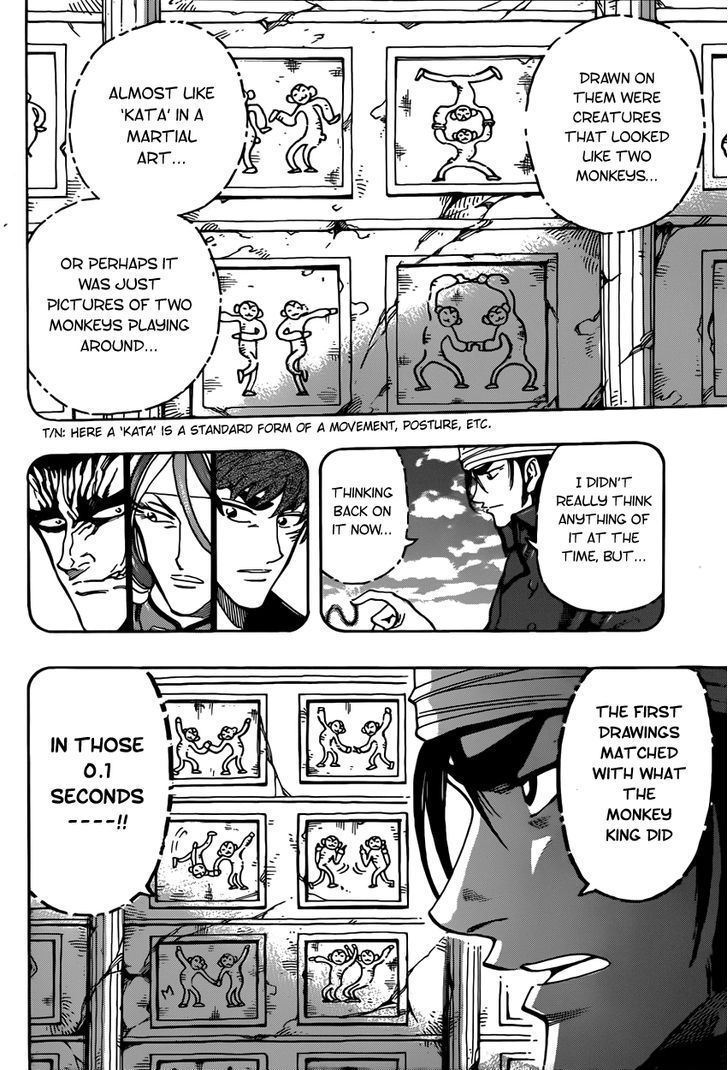 DRAWN ON
THEM WERE
CREATURES
THAT LOOKED
LIKE TWO
MONKEYS...
ALMOST LIKE
'KATA' IN A
MARTIAL
ART...
OR PERHAPS IT
WAS JUST
PICTURES OF TWO
MONKEYS PLAYING
AROUND...
T/N: HERE A 'KATA' IS A STANDARD FORM OF A MOVEMENT, POSTURE, ETC.
I DIDN'T
REALLY THINK
ANYTHING OF
IT AT THE
TIME, BUT...
THINKING
BACK ON
IT NOW...
THE FIRST
DRAWINGS
MATCHED
WITH WHAT
THE
MONKEY
KING DID
IN THOSE
0.1
SECONDS
-----!!